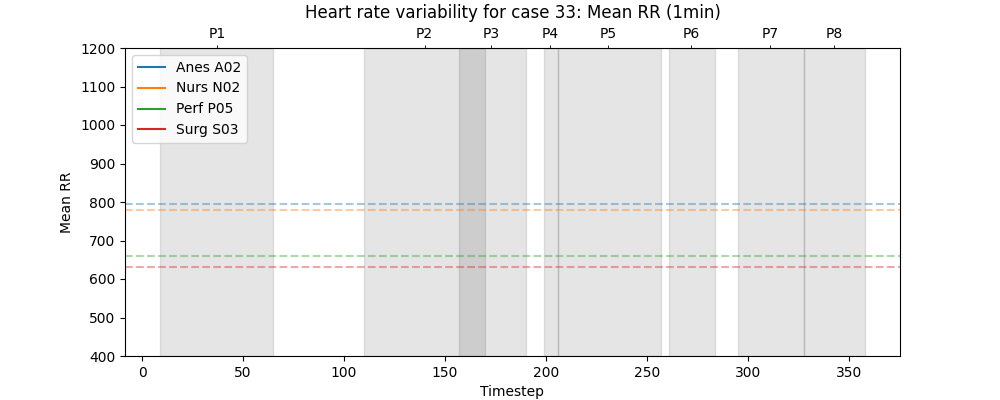 Heart rate variability for case 33: Mean RR (1min)
P1 P2 P3 P4 P5 P6 P7 P8
1200
1100
1000
900
800
700
600
500
400
Mean RR
Anes A02
Nurs N02
Perf P05
Surg S03
0 50 100 150 200 250 300 350
Timestep